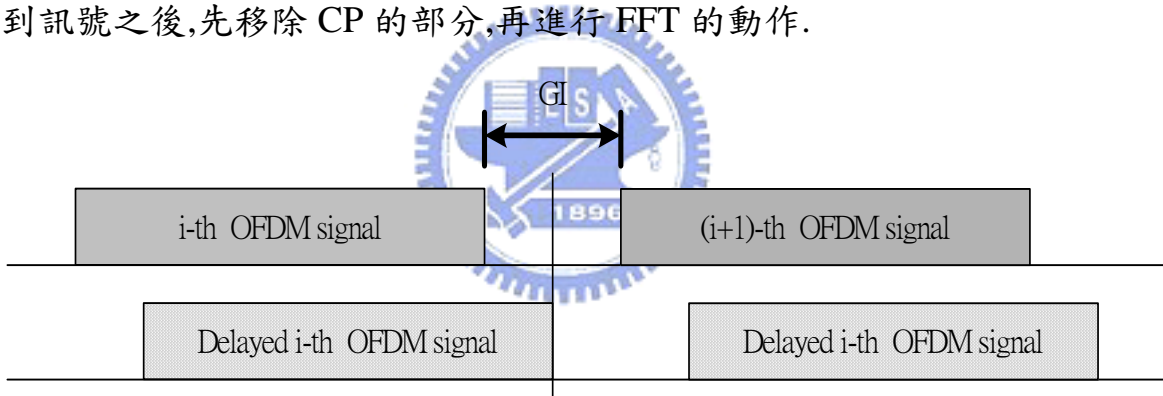 到訊號之後,先移除 CP 的部分,再進行 FFT 的動作.
GI
E S A
1896
i-th OFDM signal
(i+1)-th OFDM signal
Delayed i-th OFDM signal
Delayed i-th OFDM signal